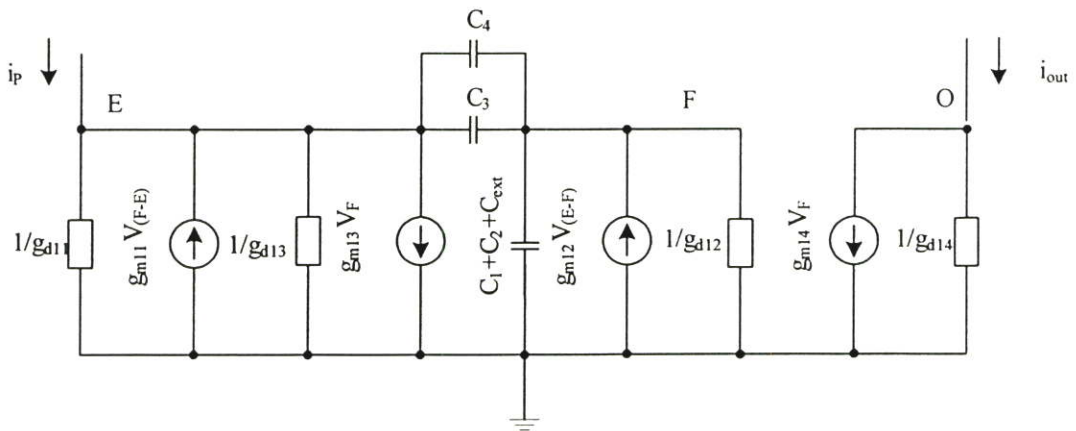 C4
iP
iout
C3
E
F
O
1/gd11
gm11 V(F-E)
1/gd13
gm13 VF
C1+C2+Cext
gm12 V(E-F)
1/gd12
gm14 VF
1/gd14